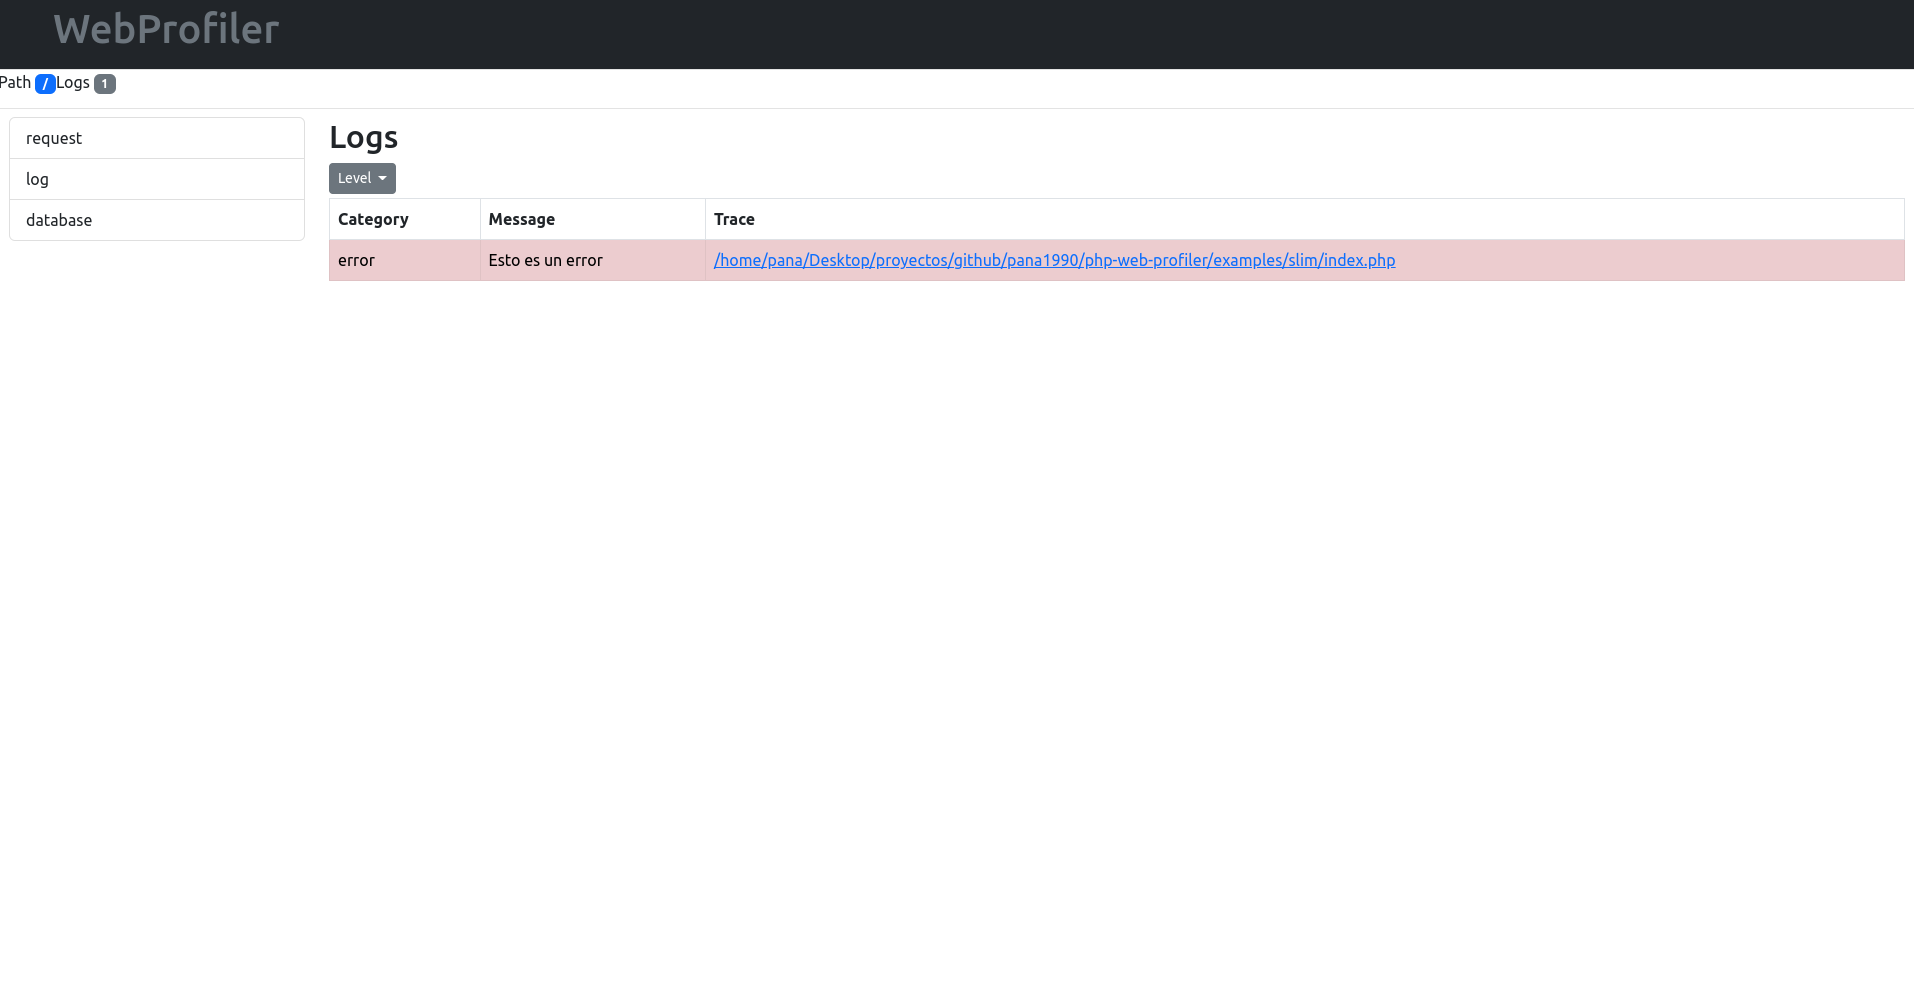 WebProfiler
Path / Logs 1
request
log
database
Logs
Level
Category Message Trace
error Esto es un error /home/pana/Desktop/proyectos/github/pana1990/php-web-profiler/examples/slim/index.php